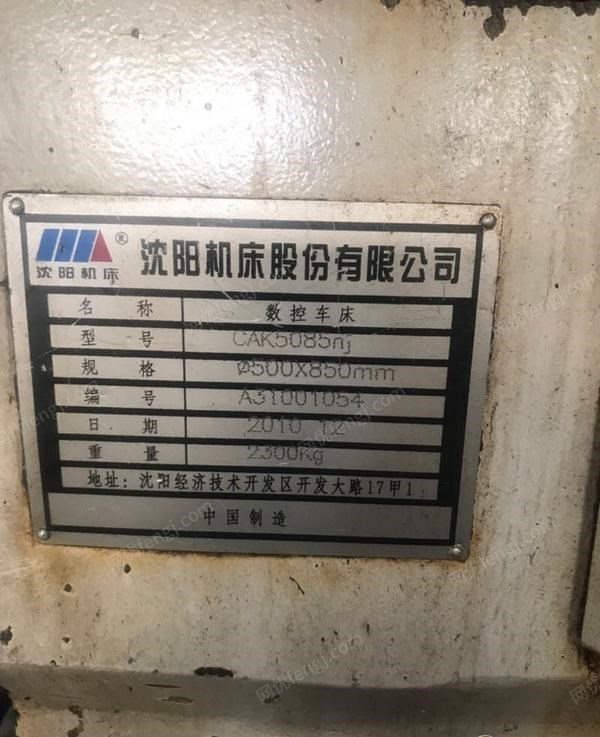 沈阳机床®
沈阳机床股份有限公司
名称 数控车床
型号 CAK5085nj
规格 φ500X850mm
编号 A31001054
日期 2010 12
重量 2300Kg
地址：沈阳经济技术开发区开发大路17甲1
中国制造